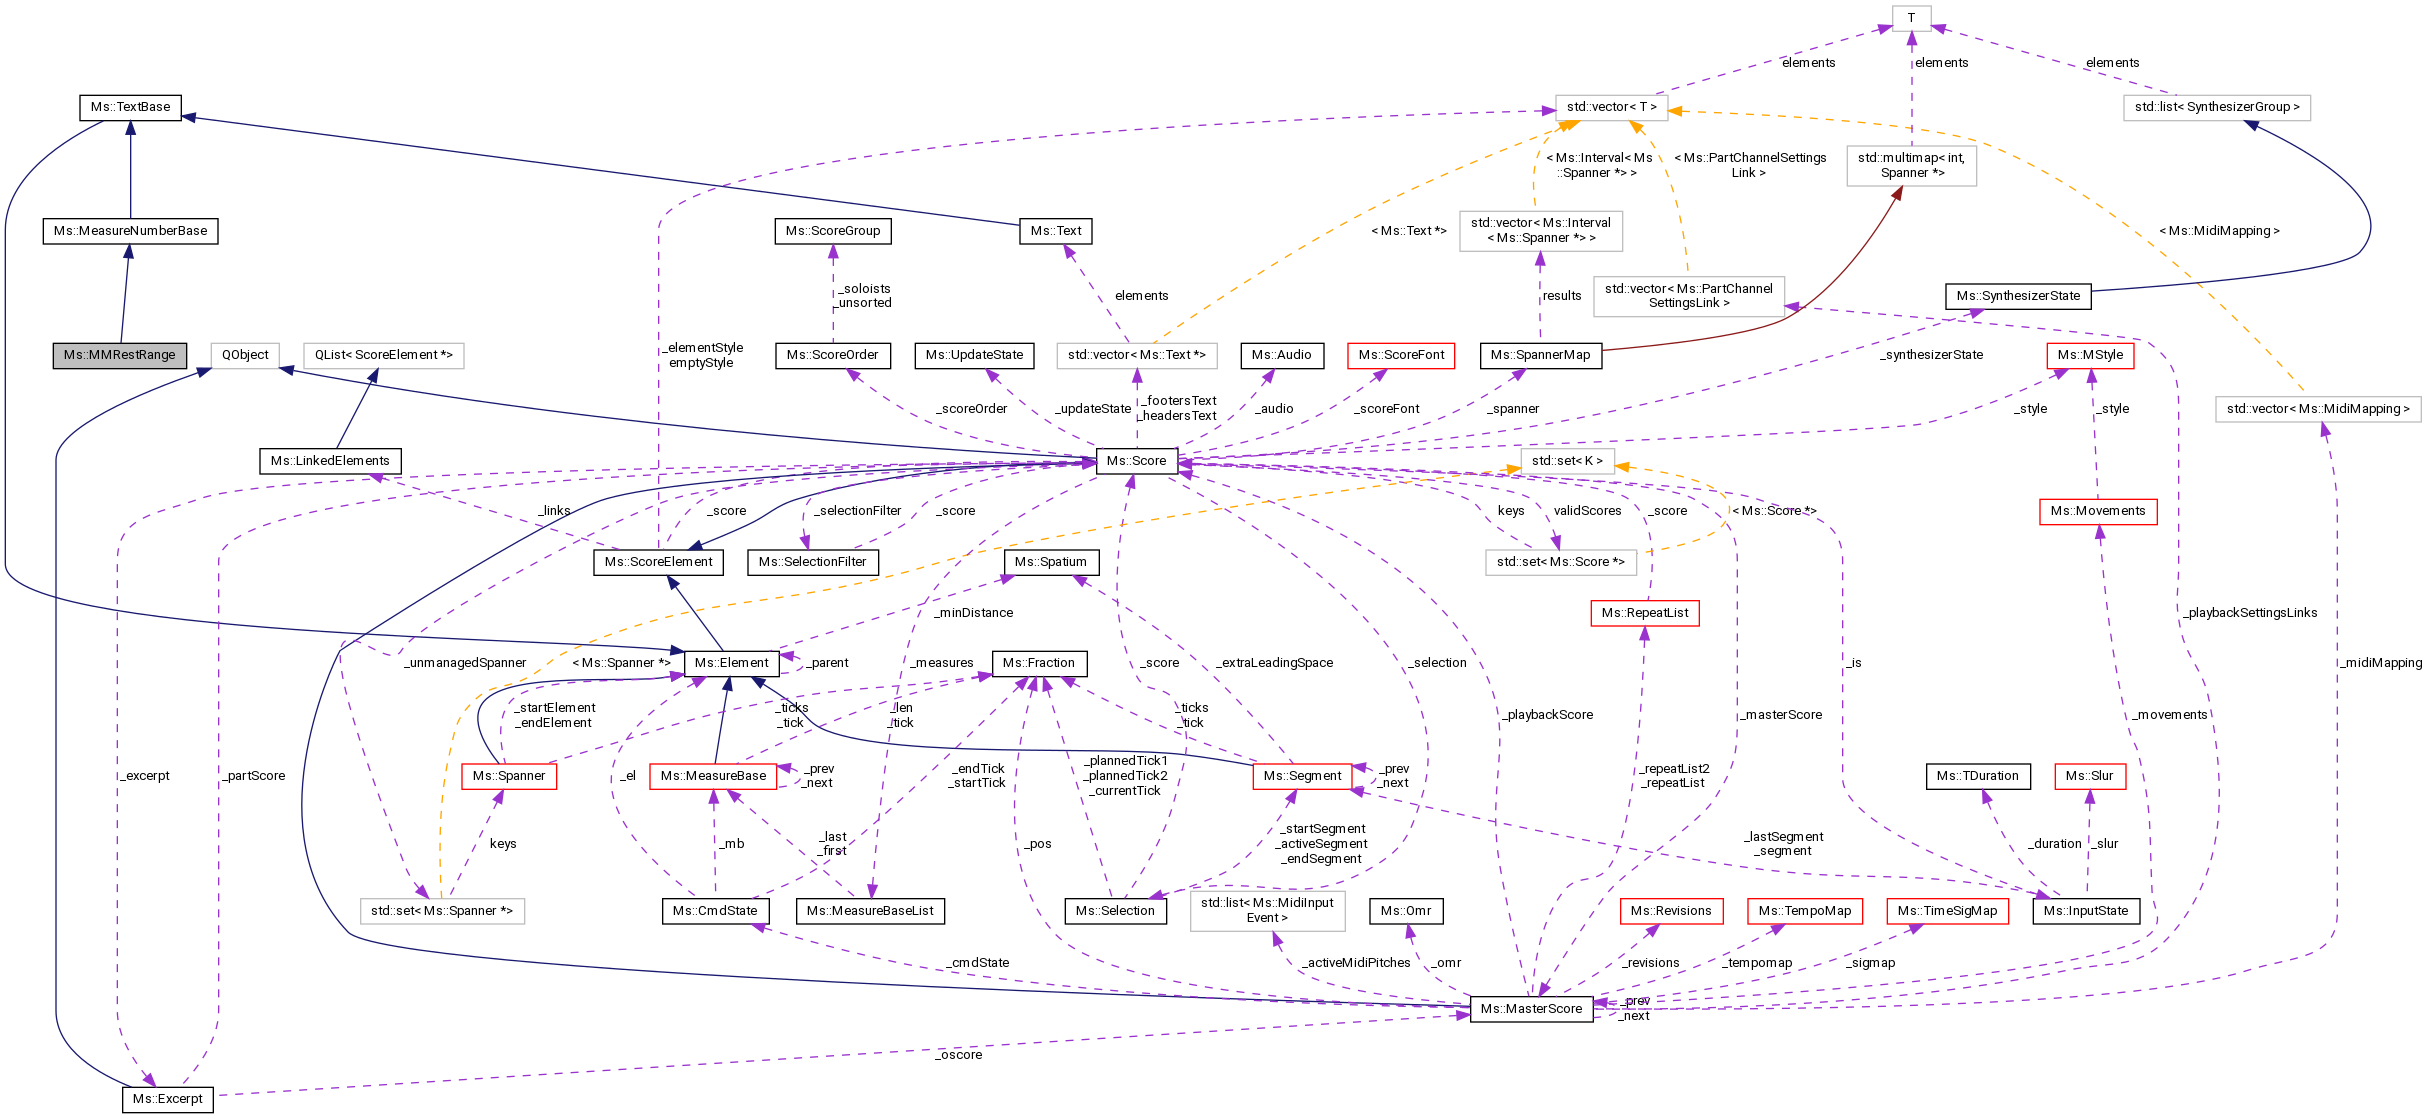 T
elements
elements
elements
Ms::TextBase
std::vector< T >
std::list< SynthesizerGroup >
< Ms::Interval< Ms
::Spanner *> >
< Ms::PartChannelSettings
Link >
std::multimap< int,
Spanner *>
Ms::MeasureNumberBase
Ms::ScoreGroup
Ms::Text
< Ms::Text *>
std::vector< Ms::Interval
< Ms::Spanner *> >
< Ms::MidiMapping >
_soloists
_unsorted
elements
results
std::vector< Ms::PartChannel
SettingsLink >
Ms::SynthesizerState
Ms::MMRestRange
QObject
QList< ScoreElement *>
_elementStyle
emptyStyle
Ms::ScoreOrder
Ms::UpdateState
std::vector< Ms::Text *>
Ms::Audio
Ms::ScoreFont
Ms::SpannerMap
_synthesizerState
Ms::MStyle
_scoreOrder
_updateState
_footersText
_headersText
_audio
_scoreFont
_spanner
_style
_style
std::vector< Ms::MidiMapping >
Ms::LinkedElements
Ms::Score
std::set< K >
_links
_score
_selectionFilter
_score
keys
validScores
_score
< Ms::Score *>
Ms::Movements
Ms::ScoreElement
Ms::SelectionFilter
Ms::Spatium
std::set< Ms::Score *>
_minDistance
Ms::RepeatList
_playbackSettingsLinks
_unmanagedSpanner
< Ms::Spanner *>
Ms::Element
_parent
_measures
Ms::Fraction
_score
_extraLeadingSpace
_selection
_is
_midiMapping
_startElement
_endElement
_ticks
_tick
_len
_tick
_ticks
_tick
_playbackScore
_masterScore
_movements
_excerpt
_partScore
Ms::Spanner
_el
Ms::MeasureBase
_prev
_next
_endTick
_startTick
_plannedTick1
_plannedTick2
_currentTick
Ms::Segment
_prev
_next
_repeatList2
_repeatList
Ms::TDuration
Ms::Slur
keys
_mb
_last
_first
_pos
_startSegment
_activeSegment
_endSegment
_lastSegment
_segment
_duration
_slur
std::set< Ms::Spanner *>
Ms::CmdState
Ms::MeasureBaseList
Ms::Selection
std::list< Ms::MidiInput
Event >
Ms::Omr
Ms::Revisions
Ms::TempoMap
Ms::TimeSigMap
Ms::InputState
_cmdState
_activeMidiPitches
_omr
_revisions
_tempomap
_sigmap
Ms::MasterScore
_prev
_next
_oscore
Ms::Excerpt